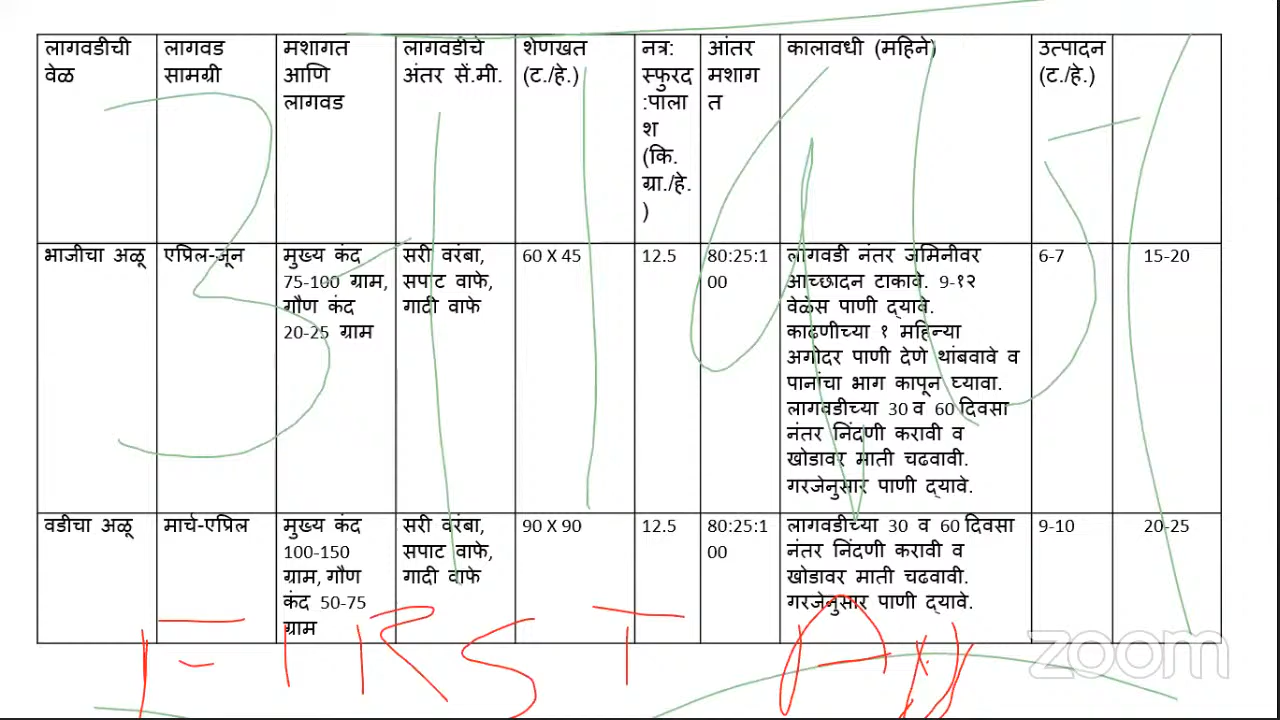 लागवडीची वेळ
लागवड सामग्री
मशागत आणि लागवड
लागवडीचे अंतर सें.मी.
शेणखत (ट./हे.)
नत्र: स्फुरद :पालाश (कि. ग्रा./हे.)
आंतर मशागत
कालावधी (महिने)
उत्पादन (ट./हे.)
भाजीचा अळू
एप्रिल-जून
मुख्य कंद
75-100 ग्राम,
गौण कंद
20-25 ग्राम
सरी वरंबा,
सपाट वाफे,
गादी वाफे
60 X 45
12.5
80:25:1
00
लागवडी नंतर जमिनीवर
आच्छादन टाकावे. 9-१२
वेळेस पाणी द्यावे.
काढणीच्या १ महिन्या
अगोदर पाणी देणे थांबवावे व
पानांचा भाग कापून घ्यावा.
लागवडीच्या 30 व 60 दिवसा
नंतर निंदणी करावी व
खोडावर माती चढवावी.
गरजेनुसार पाणी द्यावे.
6-7
15-20
वडीचा अळू
मार्च-एप्रिल
मुख्य कंद
100-150
ग्राम, गौण
कंद 50-75
ग्राम
सरी वरंबा,
सपाट वाफे,
गादी वाफे
90 X 90
12.5
80:25:1
00
लागवडीच्या 30 व 60 दिवसा
नंतर निंदणी करावी व
खोडावर माती चढवावी.
गरजेनुसार पाणी द्यावे.
9-10
20-25
FIRST
zoom